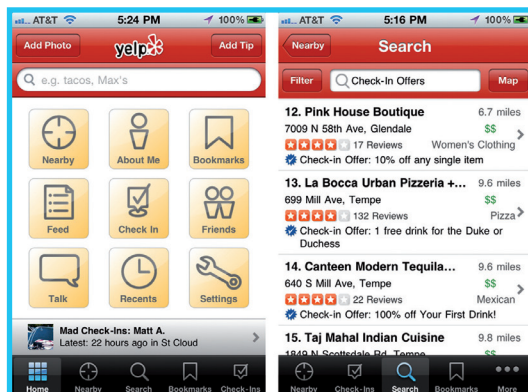 AT&T 5:24 PM 100%
Add Photo yelp Add Tip
e.g. tacos, Max's
Nearby About Me Bookmarks
Feed Check In Friends
Talk Recents Settings
Mad Check-Ins: Matt A.
Latest: 22 hours ago in St Cloud
Home Nearby Search Bookmarks Check-Ins
AT&T 5:16 PM 100%
Nearby Search
Filter Check-In Offers Map
12. Pink House Boutique 6.7 miles
7009 N 58th Ave, Glendale $$
17 Reviews Women's Clothing
Check-in Offer: 10% off any single item
13. La Bocca Urban Pizzeria +... 9.6 miles
699 Mill Ave, Tempe $$
132 Reviews Pizza
Check-in Offer: 1 free drink for the Duke or
Duchess
14. Canteen Modern Tequila... 9.6 miles
640 S Mill Ave, Tempe $$
22 Reviews Mexican
Check-in Offer: 100% off Your First Drink!
15. Taj Mahal Indian Cuisine 9.8 miles
1849 N Scottsdale Rd, Tempe $$
Nearby Check-Ins Search Bookmarks More